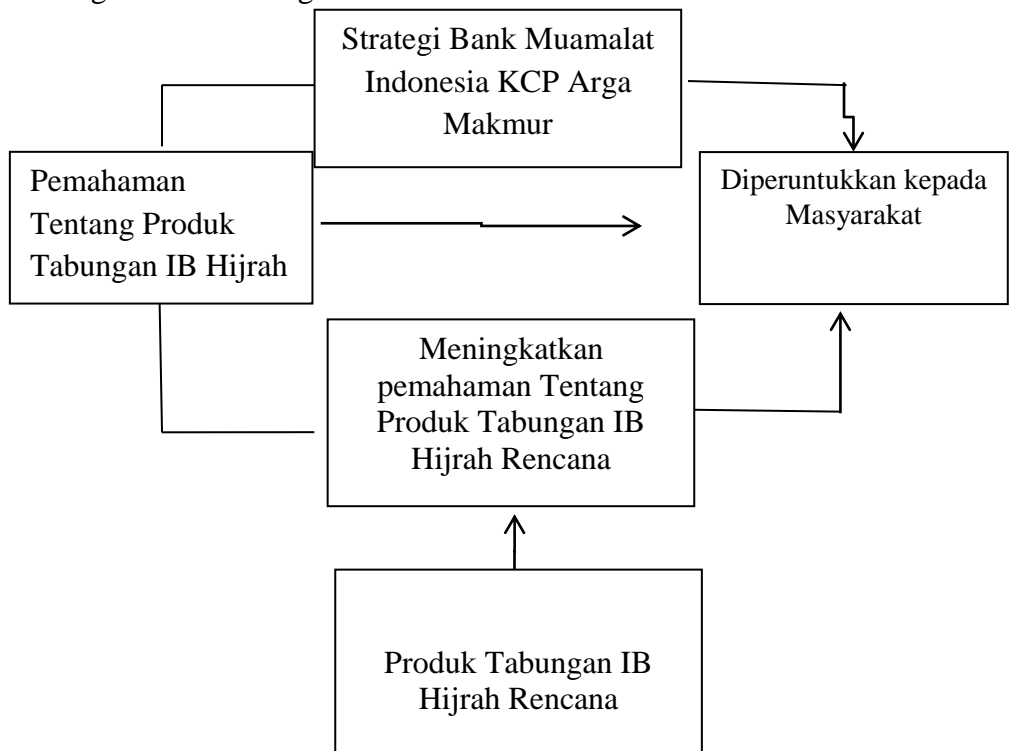 Strategi Bank Muamalat
Indonesia KCP Arga
Makmur
Pemahaman
Tentang Produk
Tabungan IB Hijrah
Diperuntukkan kepada
Masyarakat
Meningkatkan
pemahaman Tentang
Produk Tabungan IB
Hijrah Rencana
Produk Tabungan IB
Hijrah Rencana